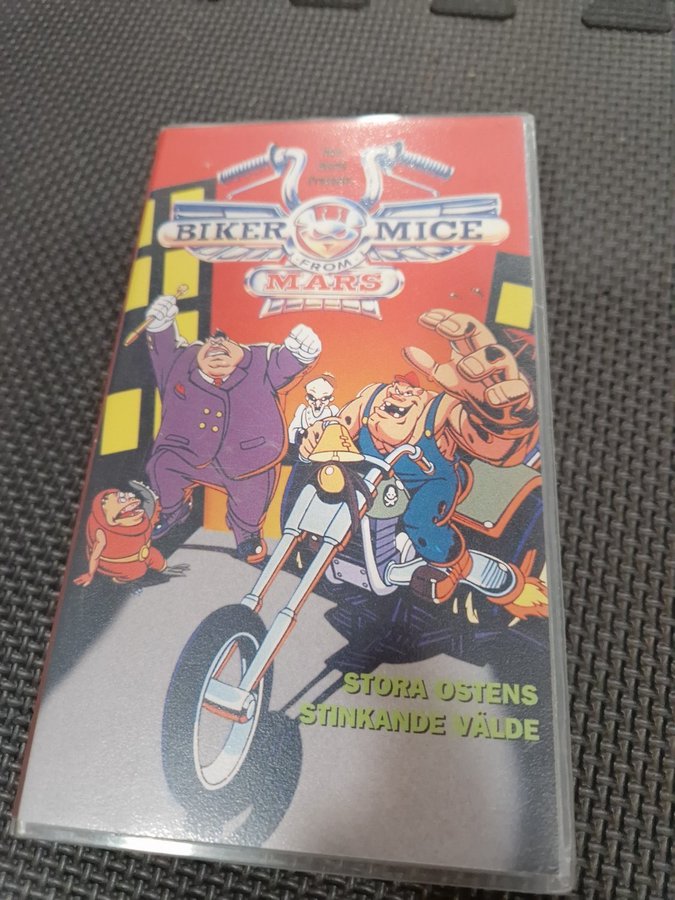 BIKER MICE
FROM
MARS
STORA OSTENS
STINKANDE VÄLDE